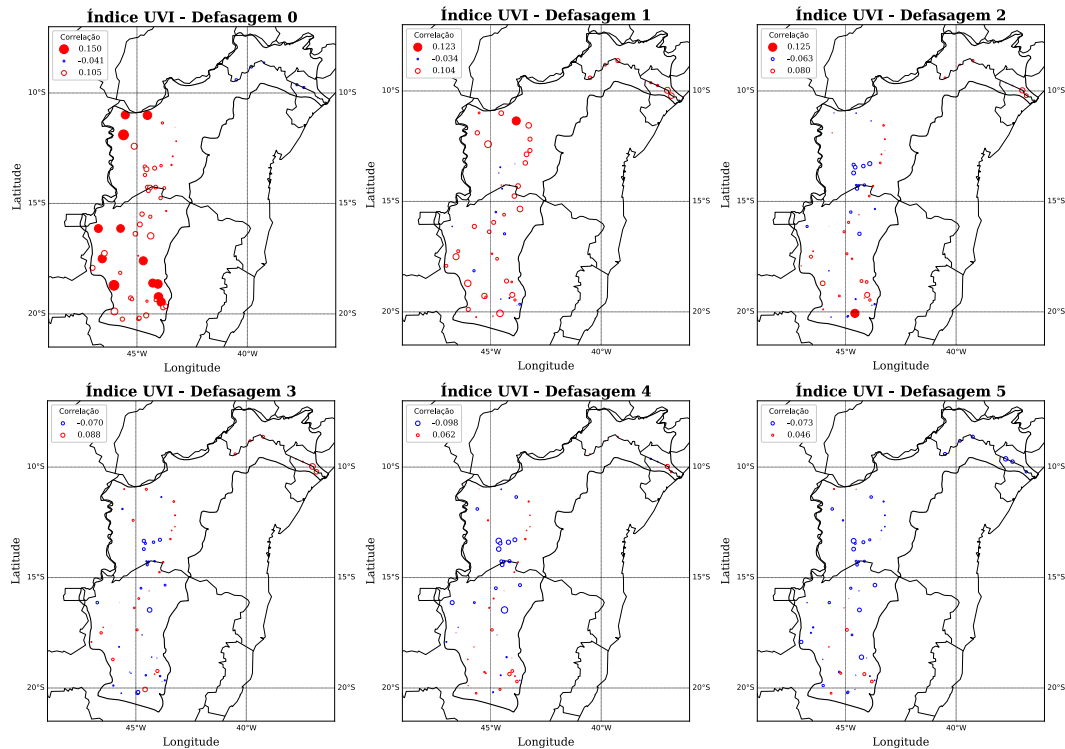 Índice UVI - Defasagem 0
Correlação
0.150
-0.041
0.105
10°S
15°S
20°S
45°W
40°W
Latitude
Longitude
Índice UVI - Defasagem 1
Correlação
0.123
-0.034
0.104
10°S
15°S
20°S
45°W
40°W
Latitude
Longitude
Índice UVI - Defasagem 2
Correlação
0.125
-0.063
0.080
10°S
15°S
20°S
45°W
40°W
Latitude
Longitude
Índice UVI - Defasagem 3
Correlação
-0.070
0.088
10°S
15°S
20°S
45°W
40°W
Latitude
Longitude
Índice UVI - Defasagem 4
Correlação
-0.098
0.062
10°S
15°S
20°S
45°W
40°W
Latitude
Longitude
Índice UVI - Defasagem 5
Correlação
-0.073
0.046
10°S
15°S
20°S
45°W
40°W
Latitude
Longitude